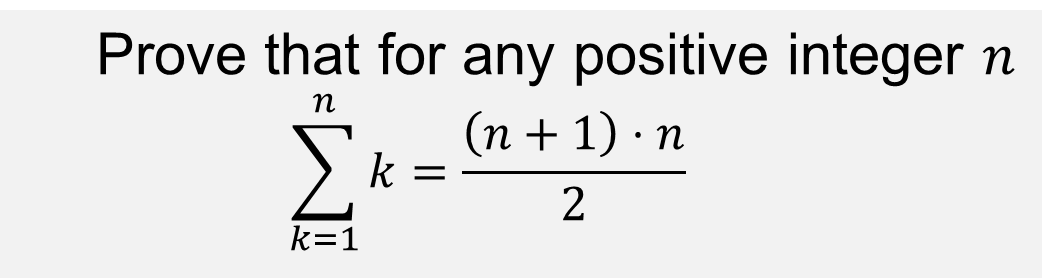 Prove that for any positive integer n
n
∑ k = (n + 1) · n
2
k=1